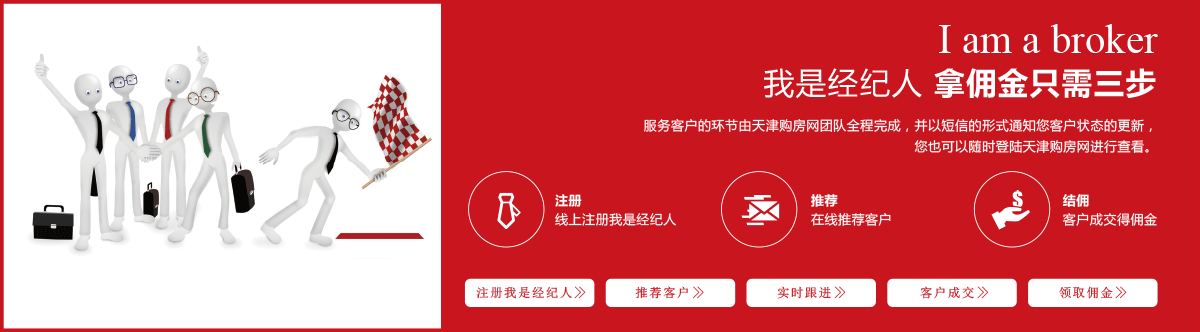 I am a broker
我是经纪人 拿佣金只需三步
服务客户的环节由天津购房网团队全程完成，并以短信的形式通知您客户状态的更新，
您也可以随时登陆天津购房网进行查看。
注册
线上注册我是经纪人
推荐
在线推荐客户
$
结佣
客户成交得佣金
注册我是经纪人
推荐客户
实时跟进
客户成交
领取佣金